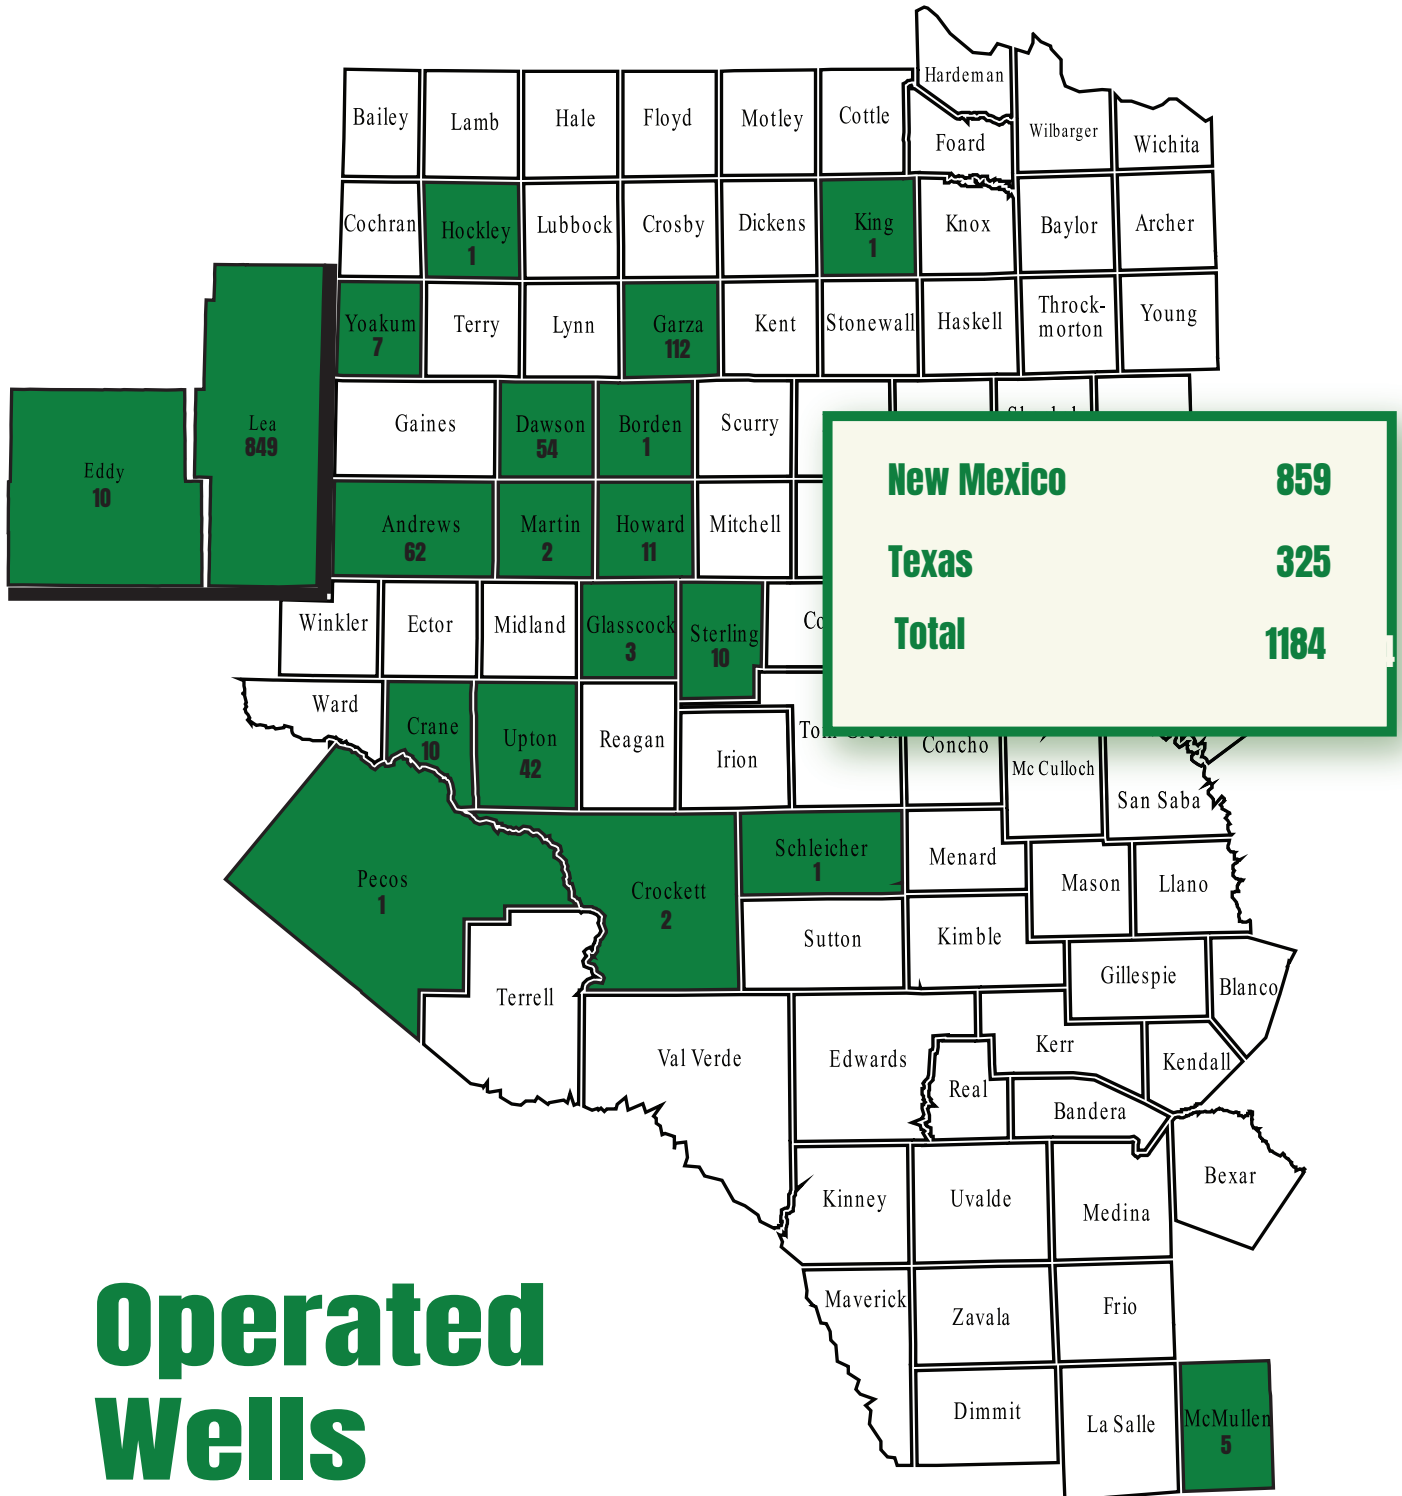 Hardeman
Bailey
Lamb
Hale
Floyd
Motley
Cottle
Foard
Wilbarger
Wichita
Cochran
Hockley
1
Lubbock
Crosby
Dickens
King
1
Knox
Baylor
Archer
Yoakum
7
Terry
Lynn
Garza
112
Kent
Stonewall
Haskell
Throck-
morton
Young
Lea
849
Eddy
10
Gaines
Dawson
54
Borden
1
Scurry
Andrews
62
Martin
2
Howard
11
Mitchell
New Mexico 859
Texas 325
Total 1184
Winkler
Ector
Midland
Glasscock
3
Sterling
10
Co
Ward
Crane
10
Upton
42
Reagan
Irion
Tom Green
Concho
Mc Culloch
San Saba
Pecos
1
Crockett
2
Schleicher
1
Menard
Mason
Llano
Sutton
Kimble
Gillespie
Blanco
Terrell
Val Verde
Edwards
Real
Kerr
Kendall
Bandera
Bexar
Kinney
Uvalde
Medina
Maverick
Zavala
Frio
Dimmit
La Salle
McMullen
5
Operated
Wells